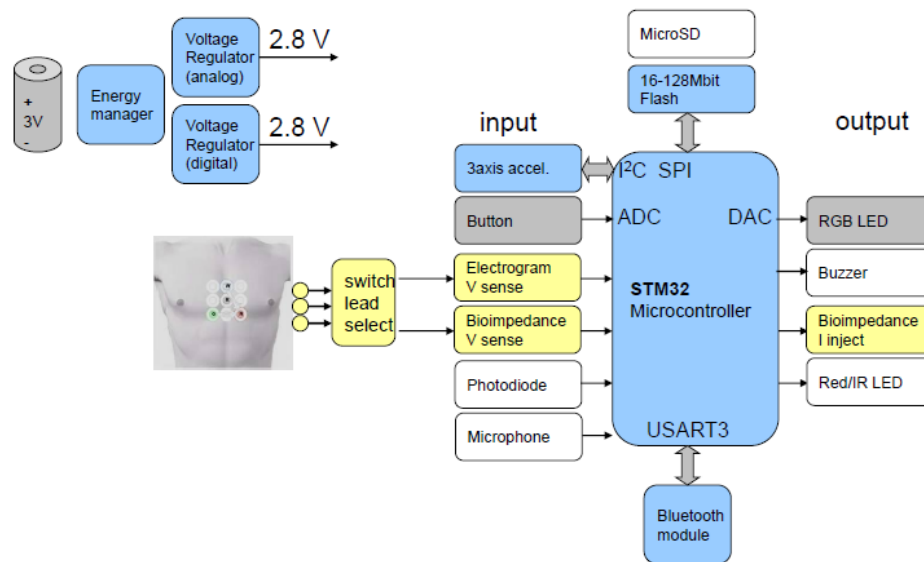 +
3V
-
Energy
manager
Voltage
Regulator
(analog)
2.8 V
Voltage
Regulator
(digital)
2.8 V
MicroSD
16-128Mbit
Flash
input
output
3axis accel.
I²C SPI
Button
ADC
DAC
RGB LED
switch
lead
select
Electrogram
V sense
STM32
Microcontroller
Buzzer
Bioimpedance
V sense
Bioimpedance
I inject
Photodiode
Red/IR LED
Microphone
USART3
Bluetooth
module